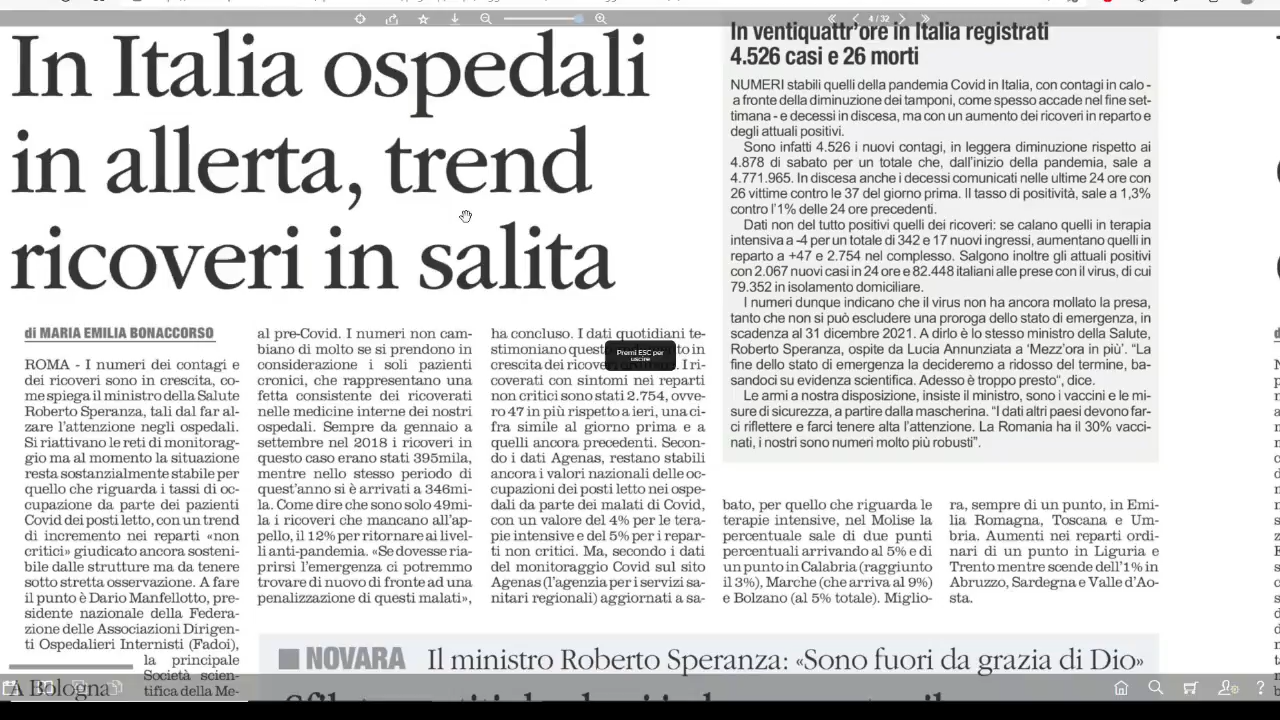 4 / 32
In Italia ospedali
in allerta, trend
ricoveri in salita
di MARIA EMILIA BONACCORSO
ROMA - I numeri dei contagi e
dei ricoveri sono in crescita, co-
me spiega il ministro della Salute
Roberto Speranza, tali dal far al-
zare l'attenzione negli ospedali.
Si riattivano le reti di monitorag-
gio ma al momento la situazione
resta sostanzialmente stabile per
quello che riguarda i tassi di oc-
cupazione da parte dei pazienti
Covid dei posti letto, con un trend
di incremento nei reparti «non
critici» giudicato ancora sosteni-
bile dalle strutture ma da tenere
sotto stretta osservazione. A fare
il punto è Dario Manfellotto, pre-
sidente nazionale della Federa-
zione delle Associazioni Dirigen-
ti Ospedalieri Internisti (Fadoi),
la principale
Società scien-
tifica della Me-
A Bologna
al pre-Covid. I numeri non cam-
biano di molto se si prendono in
considerazione i soli pazienti
cronici, che rappresentano una
fetta consistente dei ricoverati
nelle medicine interne dei nostri
ospedali. Sempre da gennaio a
settembre nel 2018 i ricoveri in
questo caso erano stati 395mila,
mentre nello stesso periodo di
quest'anno si è arrivati a 346mi-
la. Come dire che sono solo 49mi-
la i ricoveri che mancano all'ap-
pello, il 12% per ritornare ai livel-
li anti-pandemia. «Se dovesse ria-
prirsi l'emergenza ci potremmo
trovare di nuovo di fronte ad una
penalizzazione di questi malati»,
ha concluso. I dati quotidiani te-
stimoniano in
crescita dei I ri-
coverati con sintomi nei reparti
non critici sono stati 2.754, ovve-
ro 47 in più rispetto a ieri, una ci-
fra simile al giorno prima e a
quelli ancora precedenti. Secon-
do i dati Agenas, restano stabili
ancora i valori nazionali delle oc-
cupazioni dei posti letto nei ospe-
dali da parte dei malati di Covid,
con un valore del 4% per le tera-
pie intensive e del 5% per i repar-
ti non critici. Ma, secondo i dati
del monitoraggio Covid sul sito
Agenas (l'agenzia per i servizi sa-
nitari regionali) aggiornati a sa-
Premi ESC per
uscire
In ventiquattr'ore in Italia registrati
4.526 casi e 26 morti
NUMERI stabili quelli della pandemia Covid in Italia, con contagi in calo -
a fronte della diminuzione dei tamponi, come spesso accade nel fine set-
timana - e decessi in discesa, ma con un aumento dei ricoveri in reparto e
degli attuali positivi.
Sono infatti 4.526 i nuovi contagi, in leggera diminuzione rispetto ai
4.878 di sabato per un totale che, dall'inizio della pandemia, sale a
4.771.965. In discesa anche i decessi comunicati nelle ultime 24 ore con
26 vittime contro le 37 del giorno prima. Il tasso di positività, sale a 1,3%
contro l'1% delle 24 ore precedenti.
Dati non del tutto positivi quelli dei ricoveri: se calano quelli in terapia
intensiva a -4 per un totale di 342 e 17 nuovi ingressi, aumentano quelli in
reparto a +47 e 2.754 nel complesso. Salgono inoltre gli attuali positivi
con 2.067 nuovi casi in 24 ore e 82.448 italiani alle prese con il virus, di cui
79.352 in isolamento domiciliare.
I numeri dunque indicano che il virus non ha ancora mollato la presa,
tanto che non si può escludere una proroga dello stato di emergenza, in
scadenza al 31 dicembre 2021. A dirlo è lo stesso ministro della Salute,
Roberto Speranza, ospite da Lucia Annunziata a 'Mezz'ora in più'. “La
fine dello stato di emergenza la decideremo a ridosso del termine, ba-
sandoci su evidenza scientifica. Adesso è troppo presto“, dice.
Le armi a nostra disposizione, insiste il ministro, sono i vaccini e le mi-
sure di sicurezza, a partire dalla mascherina. “I dati altri paesi devono far-
ci riflettere e farci tenere alta l'attenzione. La Romania ha il 30% vacci-
nati, i nostri sono numeri molto più robusti”.
bato, per quello che riguarda le
terapie intensive, nel Molise la
percentuale sale di due punti
percentuali arrivando al 5% e di
un punto in Calabria (raggiunto
il 3%), Marche (che arriva al 9%)
e Bolzano (al 5% totale). Miglio-
ra, sempre di un punto, in Emi-
lia Romagna, Toscana e Um-
bria. Aumenti nei reparti ordi-
nari di un punto in Liguria e
Trento mentre scende dell'1% in
Abruzzo, Sardegna e Valle d'Ao-
sta.
NOVARA Il ministro Roberto Speranza: «Sono fuori da grazia di Dio»